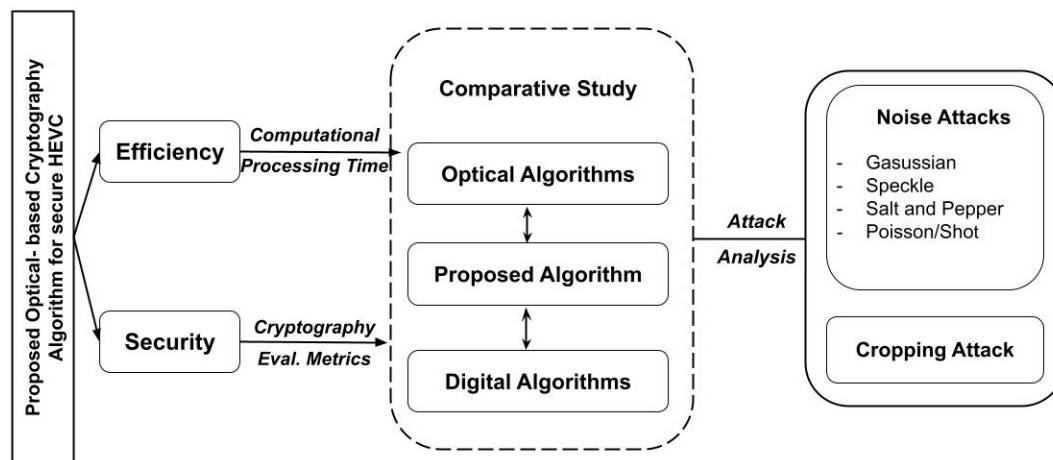 Proposed Optical- based Cryptography
Algorithm for secure HEVC
Efficiency
Security
Computational
Processing Time
Cryptography
Eval. Metrics
Comparative Study
Optical Algorithms
Proposed Algorithm
Digital Algorithms
Attack
Analysis
Noise Attacks
- Gasussian
- Speckle
- Salt and Pepper
- Poisson/Shot
Cropping Attack